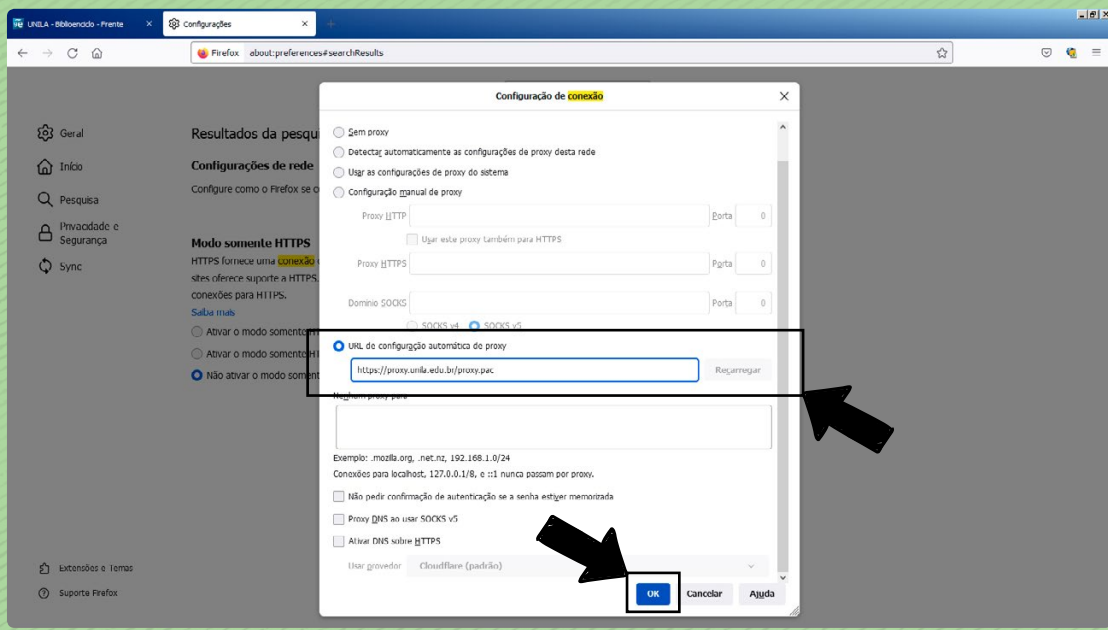 UNILA - Biblioencido - Frente
Configurações
Firefox about:preferences#searchResults
Configuração de conexão
Geral
Início
Pesquisa
Privacidade e
Segurança
Sync
Extensões e Temas
Suporte Firefox
Resultados da pesqui
Configurações de rede
Configure como o Firefox se c
Modo somente HTTPS
HTTPS fornece uma conexão
sites oferece suporte a HTTPS.
conexões para HTTPS.
Saiba mais
Ativar o modo somente HT
Ativar o modo somente HT
Não ativar o modo soment
Sem proxy
Detectar automaticamente as configurações de proxy desta rede
Usar as configurações de proxy do sistema
Configuração manual de proxy
Proxy HTTP Porta 0
Usar este proxy também para HTTPS
Proxy HTTPS Porta 0
Domínio SOCKS Porta 0
SOCKS v4 SOCKS v5
URL de configuração automática de proxy
https://proxy.unila.edu.br/proxy.pac Recarregar
Nenhum proxy para
Exemplo: .mozilla.org, .net.nz, 192.168.1.0/24
Conexões para localhost, 127.0.0.1/8, e ::1 nunca passam por proxy.
Não pedir confirmação de autenticação se a senha estiver memorizada
Proxy DNS ao usar SOCKS v5
Ativar DNS sobre HTTPS
Usar provedor Cloudflare (padrão)
OK Cancelar Ajuda